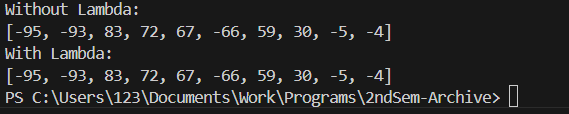 Without Lambda:
[-95, -93, 83, 72, 67, -66, 59, 30, -5, -4]
With Lambda:
[-95, -93, 83, 72, 67, -66, 59, 30, -5, -4]
PS C:\Users\123\Documents\Work\Programs\2ndSem-Archive>